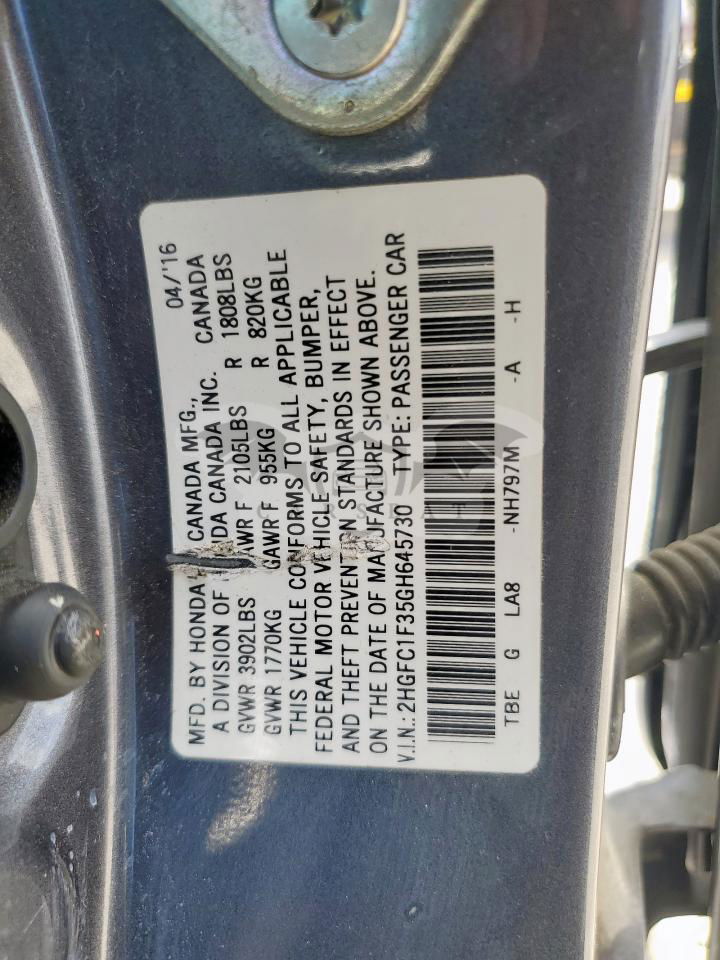 04/'16
MFD. BY HONDA CANADA MFG.,
A DIVISION OF HONDA CANADA INC. CANADA
GVWR 3902LBS GAWR F 2105LBS R 1808LBS
GVWR 1770KG GAWR F 955KG R 820KG
THIS VEHICLE CONFORMS TO ALL APPLICABLE
FEDERAL MOTOR VEHICLE SAFETY, BUMPER,
AND THEFT PREVENTION STANDARDS IN EFFECT
ON THE DATE OF MANUFACTURE SHOWN ABOVE.
V.I.N.: 2HGFC1F35GH645730 TYPE: PASSENGER CAR
TBE G LA8 -NH797M -A -H